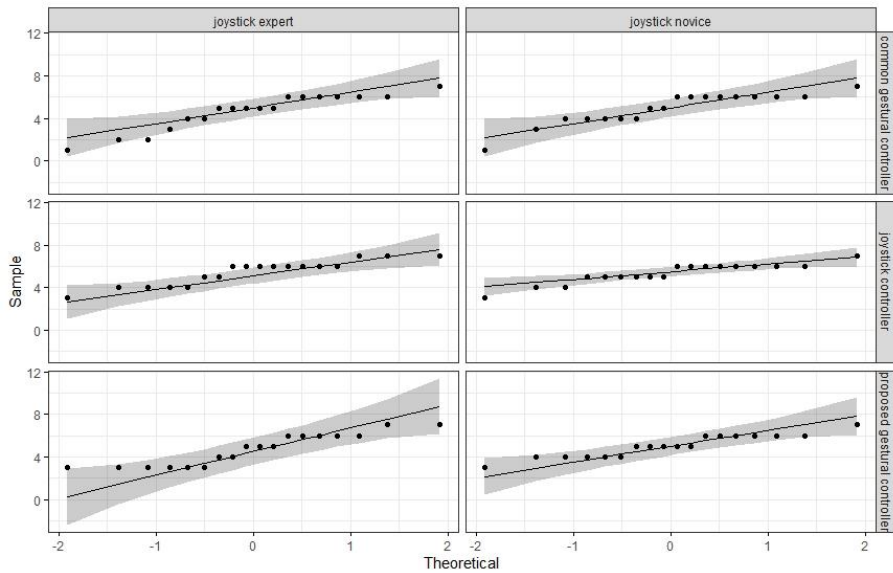 joystick expert
joystick novice
12
8
4
0
common gestural controller
12
8
4
0
joystick controller
12
8
4
0
proposed gestural controller
Sample
-2 -1 0 1 2
-2 -1 0 1 2
Theoretical